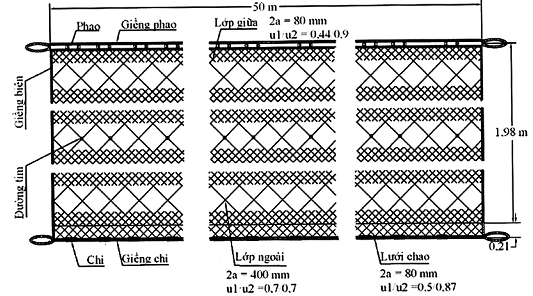 50 m
Phao
Giềng phao
Lớp giữa
2a = 80 mm
u1/u2 = 0,44 0,9
Giềng biên
Đường tim
1.98 m
0.21
Chì
Giềng chì
Lớp ngoài
2a = 400 mm
u1/u2 =0,7 0,7
Lưới chao
2a = 80 mm
u1/u2 =0.5/0,87